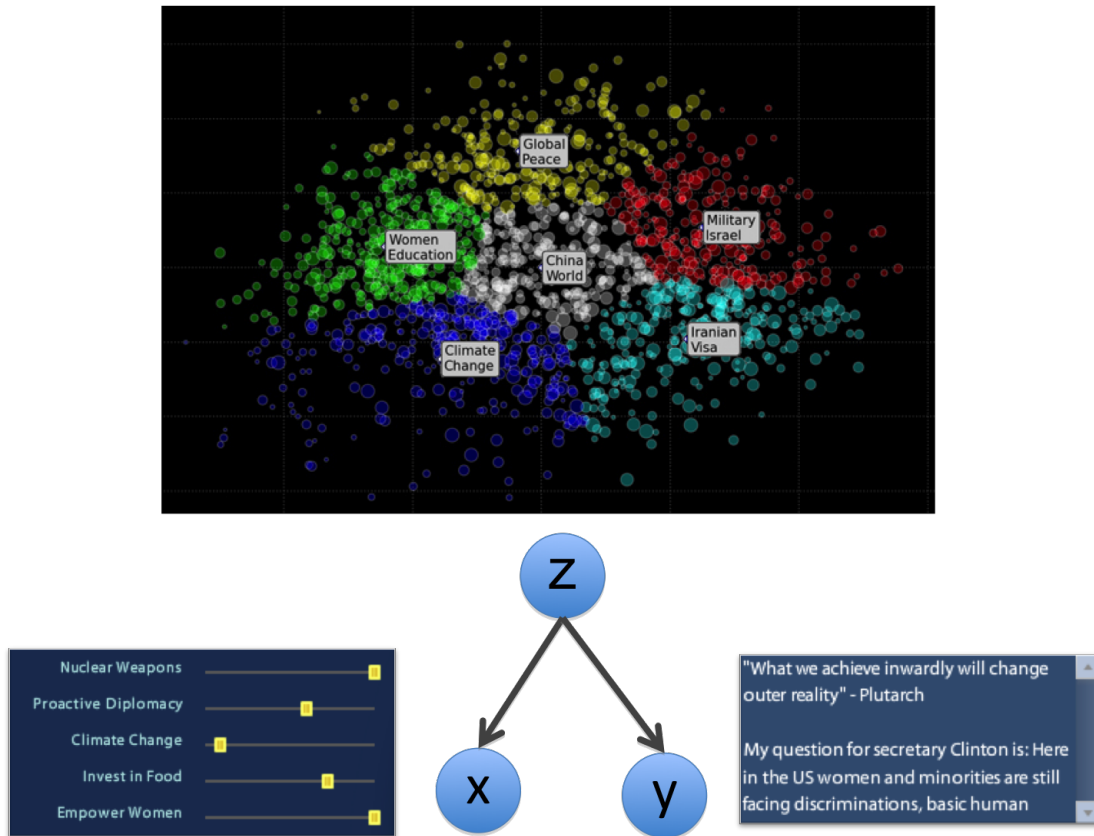 Global
Peace
Military
Israel
Women
Education
China
World
Iranian
Visa
Climate
Change
z
Nuclear Weapons
Proactive Diplomacy
Climate Change
Invest in Food
Empower Women
x
y
"What we achieve inwardly will change
outer reality" - Plutarch
My question for secretary Clinton is: Here
in the US women and minorities are still
facing discriminations, basic human